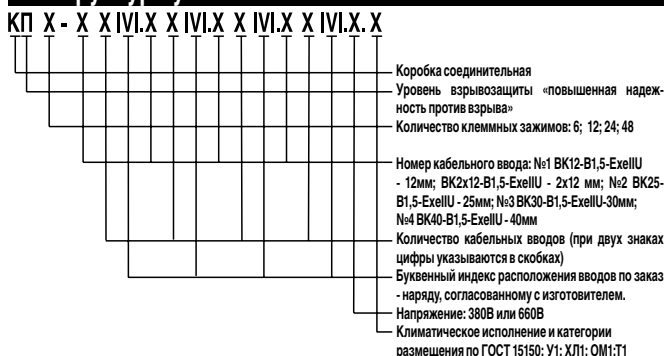 КП Х - Х Х IVI.Х Х IVI.Х Х IVI.Х Х IVI.Х. Х
Коробка соединительная
Уровень взрывозащиты «повышенная надеж-
ность против взрыва»
Количество клеммных зажимов: 6; 12; 24; 48
Номер кабельного ввода: №1 ВК12-В1,5-ExeIIU
- 12мм; ВК2х12-В1,5-ExeIIU - 2х12 мм; №2 ВК25-
В1,5-ExeIIU - 25мм; №3 ВК30-В1,5-ExeIIU-30мм;
№4 ВК40-В1,5-ExeIIU - 40мм
Количество кабельных вводов (при двух знаках
цифры указываются в скобках)
Буквенный индекс расположения вводов по заказ
- наряду, согласованному с изготовителем.
Напряжение: 380В или 660В
Климатическое исполнение и категории
размещения по ГОСТ 15150: У1; ХЛ1; ОМ1;Т1